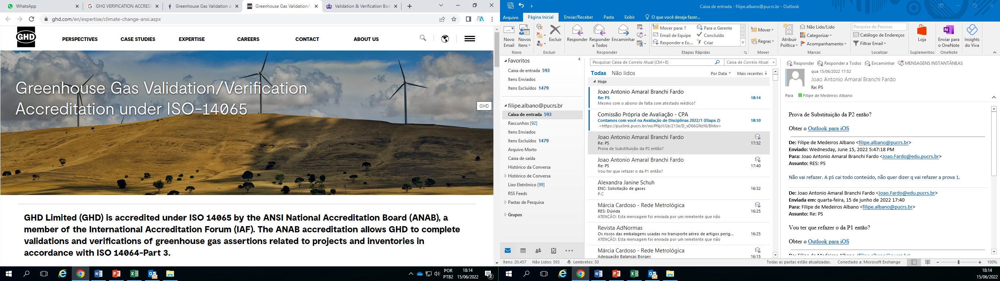 WhatsApp
GHG VERIFICATION ACCREDI
Greenhouse Gas Validation a
Greenhouse Gas Validation/V
Validation & Verification Bod
ghd.com/en/expertise/climate-change-ansi.aspx
GHD
PERSPECTIVES CASE STUDIES EXPERTISE CAREERS CONTACT ABOUT US
Greenhouse Gas Validation/Verification
Accreditation under ISO-14065
GHD
GHD Limited (GHD) is accredited under ISO 14065 by the ANSI National Accreditation Board (ANAB), a
member of the International Accreditation Forum (IAF). The ANAB accreditation allows GHD to complete
validations and verifications of greenhouse gas assertions related to projects and inventories in
accordance with ISO 14064-Part 3.
POR
PTB2
18:14
15/06/2022
2
Caixa de entrada - filipe.albano@pucrs.br - Outlook
Arquivo Página Inicial Enviar/Receber Pasta Exibir O que você deseja fazer...
Novo Email
Novos Itens
Novo
Excluir
Excluir
Responder
Responder a Todos
Encaminhar
Responder
Mover para: ?
Email de Equipe
Responder e Ex...
Para o Gerente
Concluído
Criar
Etapas Rápidas
Mover
Regras
Mover
Atribuir Política
Não Lido/Lido
Categorizar
Acompanhamento
Marcas
Pesquisa de Pessoas
Catálogo de Endereços
Filtrar Email
Localizar
Loja
Suplementos
Enviar para o OneNote
OneNote
Insights do Viva
Favoritos
Caixa de entrada 593
Itens Enviados
Itens Excluídos 1479
filipe.albano@pucrs.br
Caixa de entrada 593
Rascunhos [92]
Itens Enviados
Itens Excluídos 1479
Arquivo Morto
Caixa de saída
Histórico da Conversa
Histórico de Conversa
Lixo Eletrônico [99]
RSS Feeds
Pastas de Pesquisa
Grupos
Pesquisar Caixa de Correio Atual (Ctrl+E) Caixa de Correio Atual
Todas Não lidos Por Data Mais recentes
Hoje
Joao Antonio Amaral Branchi Fardo
Re: PS 18:14
Mesmo com o abono de falta com atestado médico?
Comissão Própria de Avaliação - CPA
Contamos com você na Avaliação de Disciplinas 2022/1 (Etapa 2) 18:10
<https://puclink.pucrs.br/vw/PNjcY/Lb/213e/D_xD66GNzY6/BMxv>
Joao Antonio Amaral Branchi Fardo
Re: PS 17:52
Prova de Substituição da P2 então?
Joao Antonio Amaral Branchi Fardo
Re: PS 17:40
Vou ter que refazer o da P1 então?
Alexandra Janine Schuh
ENC: Solicitação de gases 16:32
P.C
Márcia Cardoso - Rede Metrológica
RES: Dúvida 16:25
ATENÇÃO: Esta mensagem foi enviada por um remetente que não
Revista AdNormas
Os riscos das embalagens usadas no transporte aéreo de artigos perig... 16:25
ATENÇÃO: Esta mensagem foi enviada por um remetente que não
Márcia Cardoso - Rede Metrológica
Adequação Balanças Borges 16:15
Responder Responder a Todos Encaminhar MENSAGENS INSTANTÂNEAS
qua 15/06/2022 17:52
Joao Antonio Amaral Branchi Fardo
Re: PS
Para Filipe de Medeiros Albano
Prova de Substituição da P2 então?
Obter o Outlook para iOS
De: Filipe de Medeiros Albano <filipe.albano@pucrs.br>
Enviado: Wednesday, June 15, 2022 5:47:18 PM
Para: Joao Antonio Amaral Branchi Fardo <Joao.Fardo@edu.pucrs.br>
Assunto: RES: PS
Não vai refazer. A pS cai todo conteúdo, não quer dizer q vai refazer a prova 1.
De: Joao Antonio Amaral Branchi Fardo <Joao.Fardo@edu.pucrs.br>
Enviada em: quarta-feira, 15 de junho de 2022 17:40
Para: Filipe de Medeiros Albano <filipe.albano@pucrs.br>
Assunto: Re: PS
Vou ter que refazer o da P1 então?
Obter o Outlook para iOS
De: Filipe de Medeiros Albano <filipe.albano@pucrs.br>
Itens: 20.457 Não Lidos: 593 Lembretes: 30 Todas as pastas estão atualizadas. Conectado a: Microsoft Exchange 100%
18:14
15/06/2022